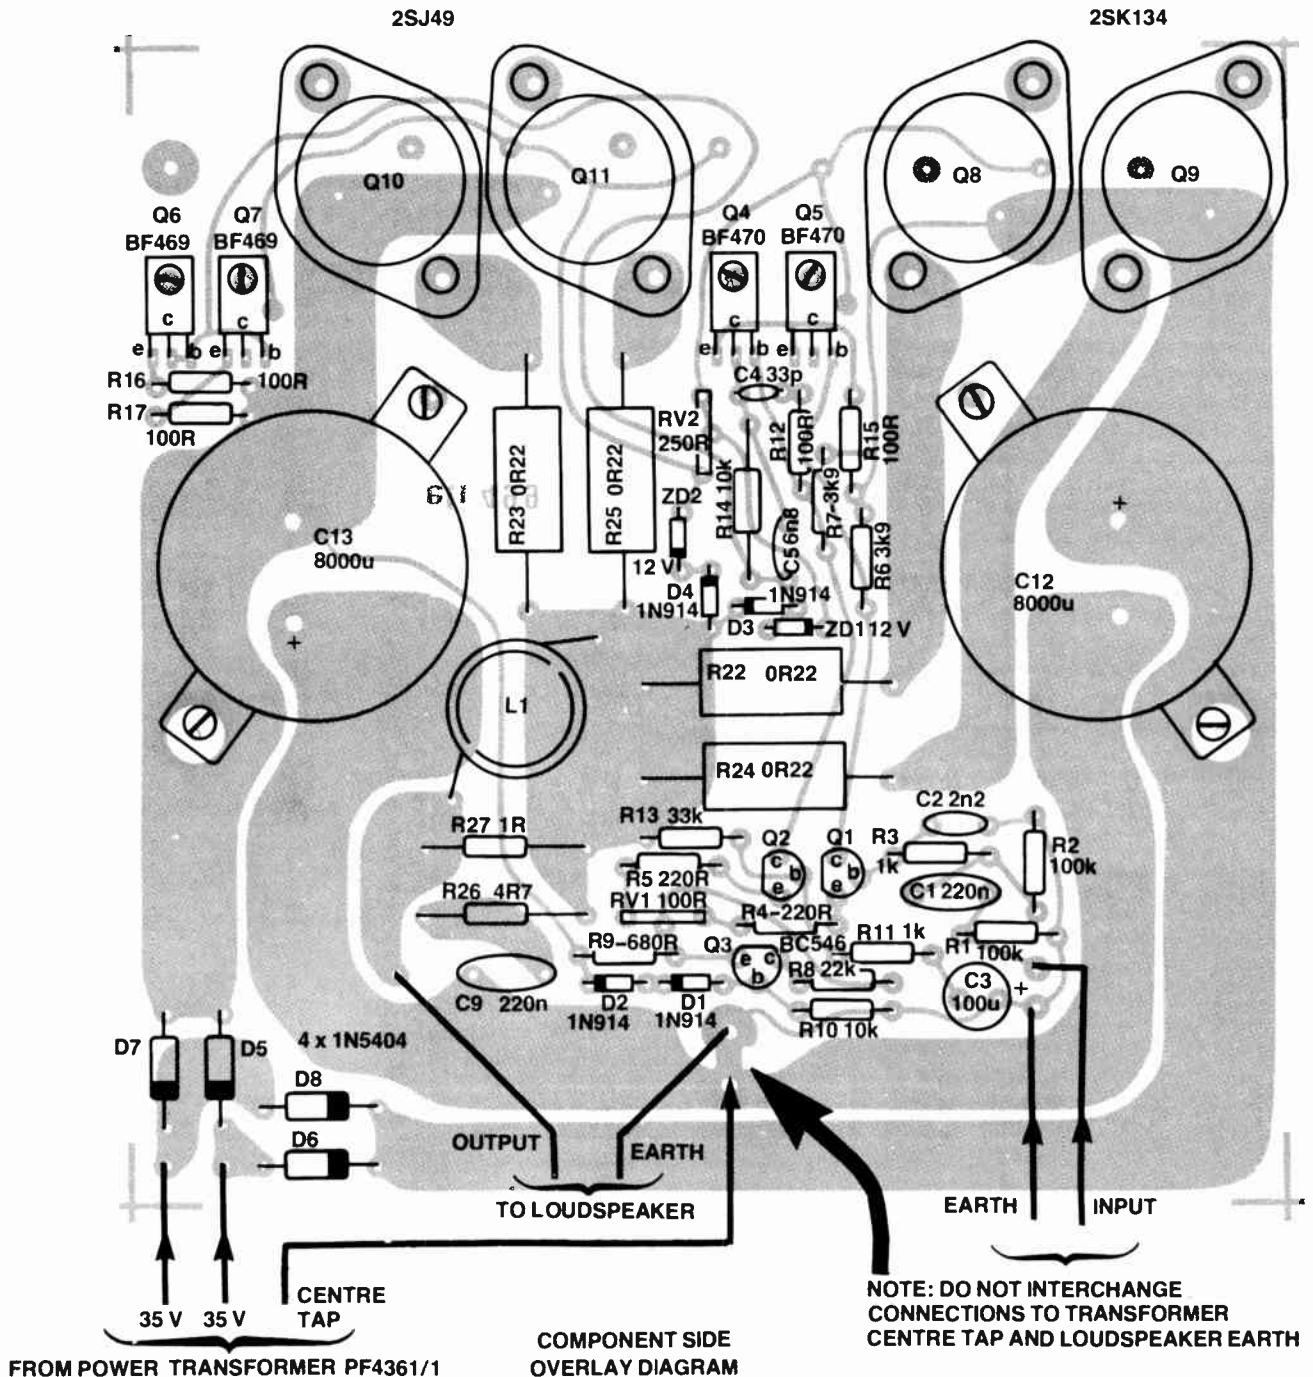 2SJ49
2SK134
Q10
Q11
Q8
Q9
Q6
BF469
Q7
BF469
Q4
BF470
Q5
BF470
c
c
c
c
e
b
b
e
b
e
b
R16
100R
R17
100R
C4 33p
RV2
250R
R12
100R
R15
100R
R23 0R22
R25 0R22
ZD2
12 V
R14 10k
R7-3k9
C5 6n8
R6 3k9
C13
8000u
+
C12
8000u
+
D4
1N914
1N914
D3
ZD1 12 V
R22 0R22
L1
R24 0R22
C2 2n2
R13 33k
R27 1R
Q2
Q1
R3
1k
R2
100k
c
b
e
c
b
e
R5 220R
C1 220n
R26 4R7
RV1 100R
R4-220R
R9-680R
Q3
BC546
R11 1k
R1
100k
e
c
b
R8 22k
C3
100u
+
C9 220n
D2
1N914
D1
1N914
R10 10k
D7
D5
4 x 1N5404
D8
D6
OUTPUT
EARTH
TO LOUDSPEAKER
EARTH
INPUT
35 V
35 V
CENTRE
TAP
FROM POWER TRANSFORMER PF4361/1
COMPONENT SIDE
OVERLAY DIAGRAM
NOTE: DO NOT INTERCHANGE
CONNECTIONS TO TRANSFORMER
CENTRE TAP AND LOUDSPEAKER EARTH